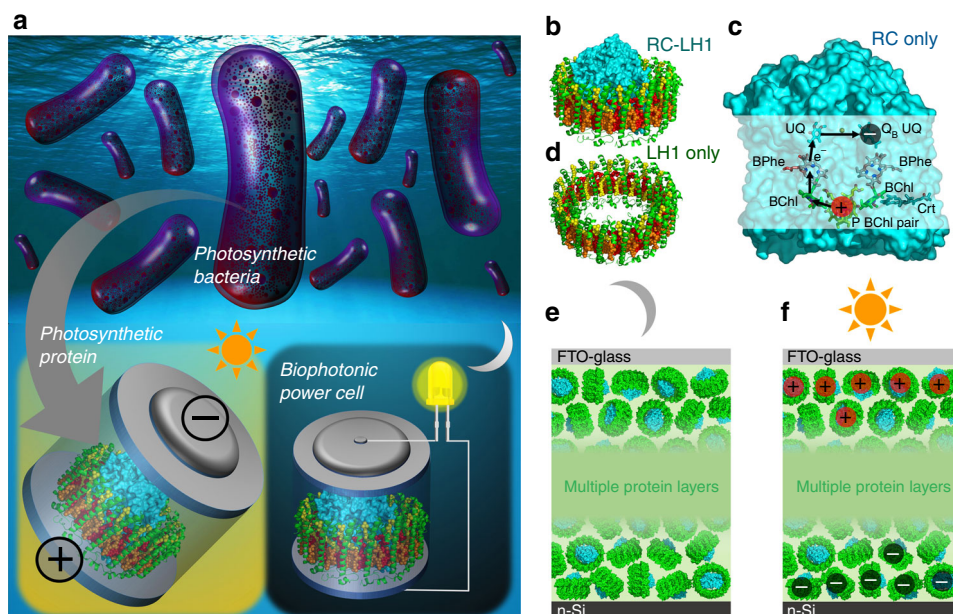 a
Photosynthetic
bacteria
Photosynthetic
protein
Biophotonic
power cell
−
+
b
RC-LH1
d
LH1 only
c
RC only
UQ
−
Q_B UQ
e−
BPhe
BPhe
BChl
BChl
Crt
+
P BChl pair
e
FTO-glass
Multiple protein layers
n-Si
f
FTO-glass
+ + + + +
+
Multiple protein layers
−
− − − − −
n-Si